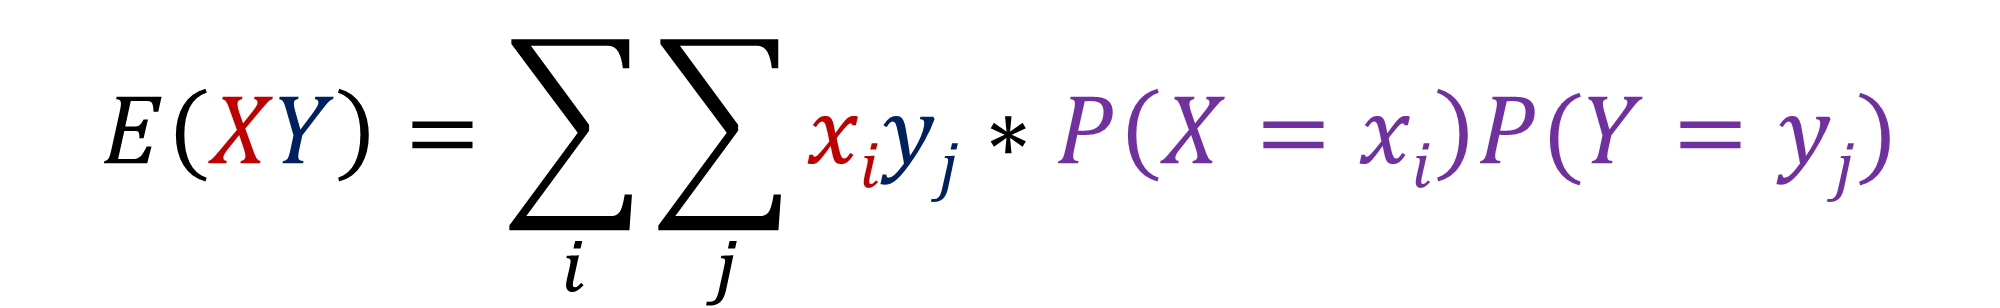 E(XY) = ∑_i ∑_j x_i y_j * P(X = x_i)P(Y = y_j)